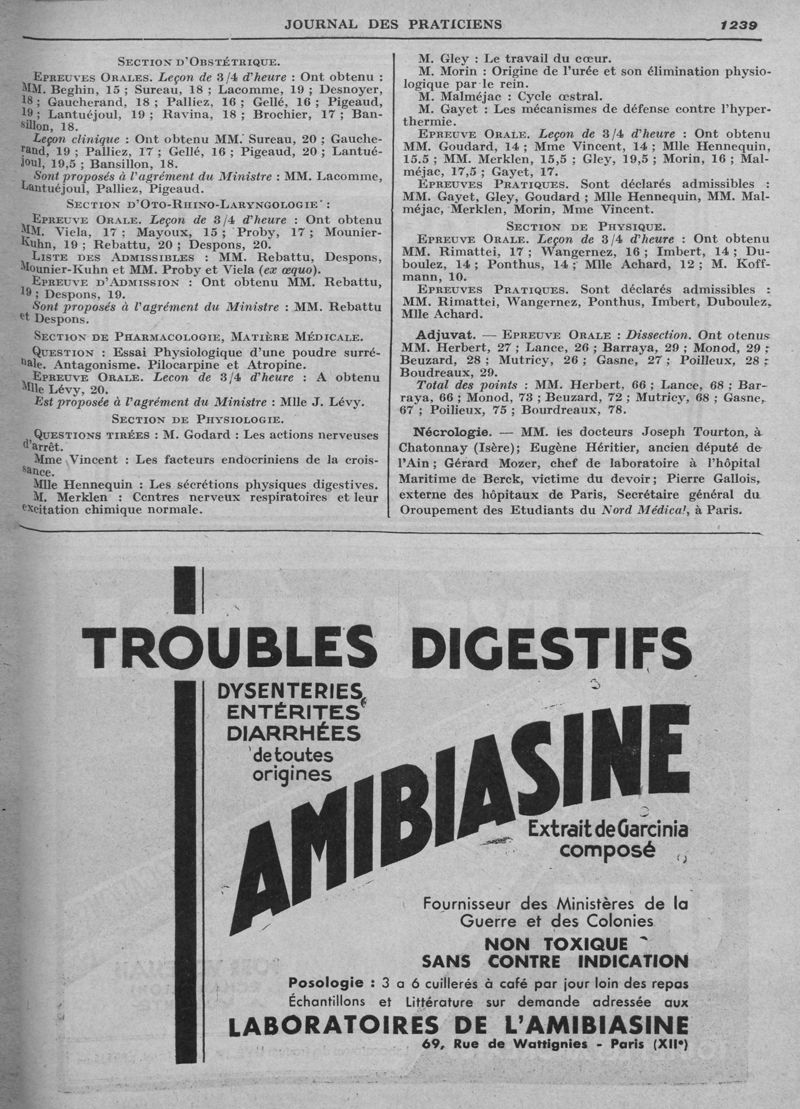 JOURNAL DES PRATICIENS 1239
SECTION D'OBSTÉTRIQUE.
EPREUVES ORALES. Leçon de 3/4 d'heure : Ont obtenu :
MM. Beghin, 15 ; Sureau, 18 ; Lacomme, 19 ; Desnoyer,
18 ; Gaucherand, 18 ; Palliez, 16 ; Gellé, 16 ; Pigeaud,
19 ; Lantuéjoul, 19 ; Ravina, 18 ; Brochier, 17 ; Ban-
sillon, 18.
Leçon clinique : Ont obtenu MM. Sureau, 20 ; Gauche-
rand, 19 ; Palliez, 17 ; Gellé, 16 ; Pigeaud, 20 ; Lantué-
joul, 19,5 ; Bansillon, 18.
Sont proposés à l'agrément du Ministre : MM. Lacomme,
Lantuéjoul, Palliez, Pigeaud.
SECTION D'OTO-RHINO-LARYNGOLOGIE :
EPREUVE ORALE. Leçon de 3/4 d'heure : Ont obtenu
MM. Viela, 17 ; Mayoux, 15 ; Proby, 17 ; Mounier-
Kuhn, 19 ; Rebattu, 20 ; Despons, 20.
LISTE DES ADMISSIBLES : MM. Rebattu, Despons,
Mounier-Kuhn et MM. Proby et Viela (ex œquo).
EPREUVE D'ADMISSION : Ont obtenu MM. Rebattu,
19 ; Despons, 19.
Sont proposés à l'agrément du Ministre : MM. Rebattu
et Despons.
SECTION DE PHARMACOLOGIE, MATIÈRE MÉDICALE.
QUESTION : Essai Physiologique d'une poudre surré-
nale. Antagonisme. Pilocarpine et Atropine.
EPREUVE ORALE. Lecon de 3/4 d'heure : A obtenu
Mlle Lévy, 20.
Est proposée à l'agrément du Ministre : Mlle J. Lévy.
SECTION DE PHYSIOLOGIE.
QUESTIONS TIRÉES : M. Godard : Les actions nerveuses
d'arrêt.
Mme Vincent : Les facteurs endocriniens de la crois-
sance.
Mlle Hennequin : Les sécrétions physiques digestives.
M. Merklen : Centres nerveux respiratoires et leur
excitation chimique normale.
M. Gley : Le travail du cœur.
M. Morin : Origine de l'urée et son élimination physio-
logique par le rein.
M. Malméjac : Cycle œstral.
M. Gayet : Les mécanismes de défense contre l'hyper-
thermie.
EPREUVE ORALE. Leçon de 3/4 d'heure : Ont obtenu
MM. Goudard, 14 ; Mme Vincent, 14 ; Mlle Hennequin,
15.5 ; MM. Merklen, 15,5 ; Gley, 19,5 ; Morin, 16 ; Mal-
méjac, 17,5 ; Gayet, 17.
EPREUVES PRATIQUES. Sont déclarés admissibles :
MM. Gayet, Gley, Goudard ; Mlle Hennequin, MM. Mal-
méjac, Merklen, Morin, Mme Vincent.
SECTION DE PHYSIQUE.
EPREUVE ORALE. Leçon de 3/4 d'heure : Ont obtenu
MM. Rimattei, 17 ; Wangernez, 16 ; Imbert, 14 ; Du-
boulez, 14 ; Ponthus, 14 ; Mlle Achard, 12 ; M. Koff-
mann, 10.
EPREUVES PRATIQUES. Sont déclarés admissibles :
MM. Rimattei, Wangernez, Ponthus, Imbert, Duboulez,
Mlle Achard.
Adjuvat. — EPREUVE ORALE : Dissection. Ont otenus
MM. Herbert, 27 ; Lance, 26 ; Barraya, 29 ; Monod, 29 ;
Beuzard, 28 ; Mutricy, 26 ; Gasne, 27 ; Poilleux, 28 ;
Boudreaux, 29.
Total des points : MM. Herbert, 66 ; Lance, 68 ; Bar-
raya, 66 ; Monod, 73 ; Beuzard, 72 ; Mutricy, 68 ; Gasne,
67 ; Poilieux, 75 ; Bourdreaux, 78.
Nécrologie. — MM. les docteurs Joseph Tourton, à
Chatonnay (Isère); Eugène Héritier, ancien député de
l'Ain ; Gérard Mozer, chef de laboratoire à l'hôpital
Maritime de Berck, victime du devoir; Pierre Gallois,
externe des hôpitaux de Paris, Secrétaire général du
Oroupement des Etudiants du Nord Médical, à Paris.
TROUBLES DIGESTIFS
DYSENTERIES
ENTÉRITES
DIARRHÉES
de toutes
origines
AMIBIASINE
Extrait de Garcinia
composé
Fournisseur des Ministères de la
Guerre et des Colonies
NON TOXIQUE
SANS CONTRE INDICATION
Posologie : 3 a 6 cuillerés à café par jour loin des repas
Échantillons et Littérature sur demande adressée aux
LABORATOIRES DE L'AMIBIASINE
69, Rue de Wattignies - Paris (XIIe)